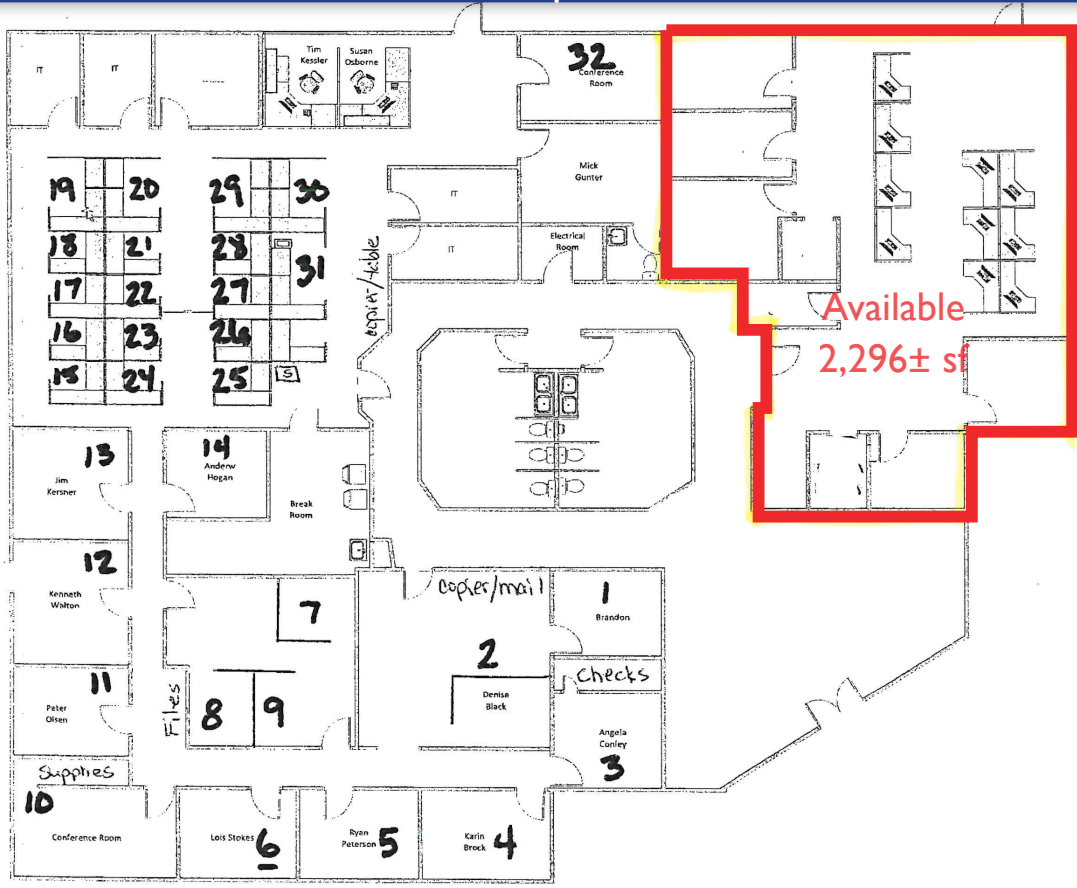 Tim
Kessler
Susan
Osborne
IT
IT
32
Conference
Room
Mick
Gunter
19
20
29
30
IT
18
21
28
31
IT
Electrical
Room
copier/table
17
22
27
16
23
26
15
24
25
S
Available
2,296± sf
13
Jim
Kersner
14
Anderw
Hogan
Break
Room
12
Kenneth
Walton
7
copier/mail
1
Brandon
2
Denise
Black
Checks
11
Peter
Olsen
Files
8
9
Angela
Conley
3
Supplies
10
Conference Room
Lois Stokes
6
Ryan
Peterson
5
Karin
Brock
4